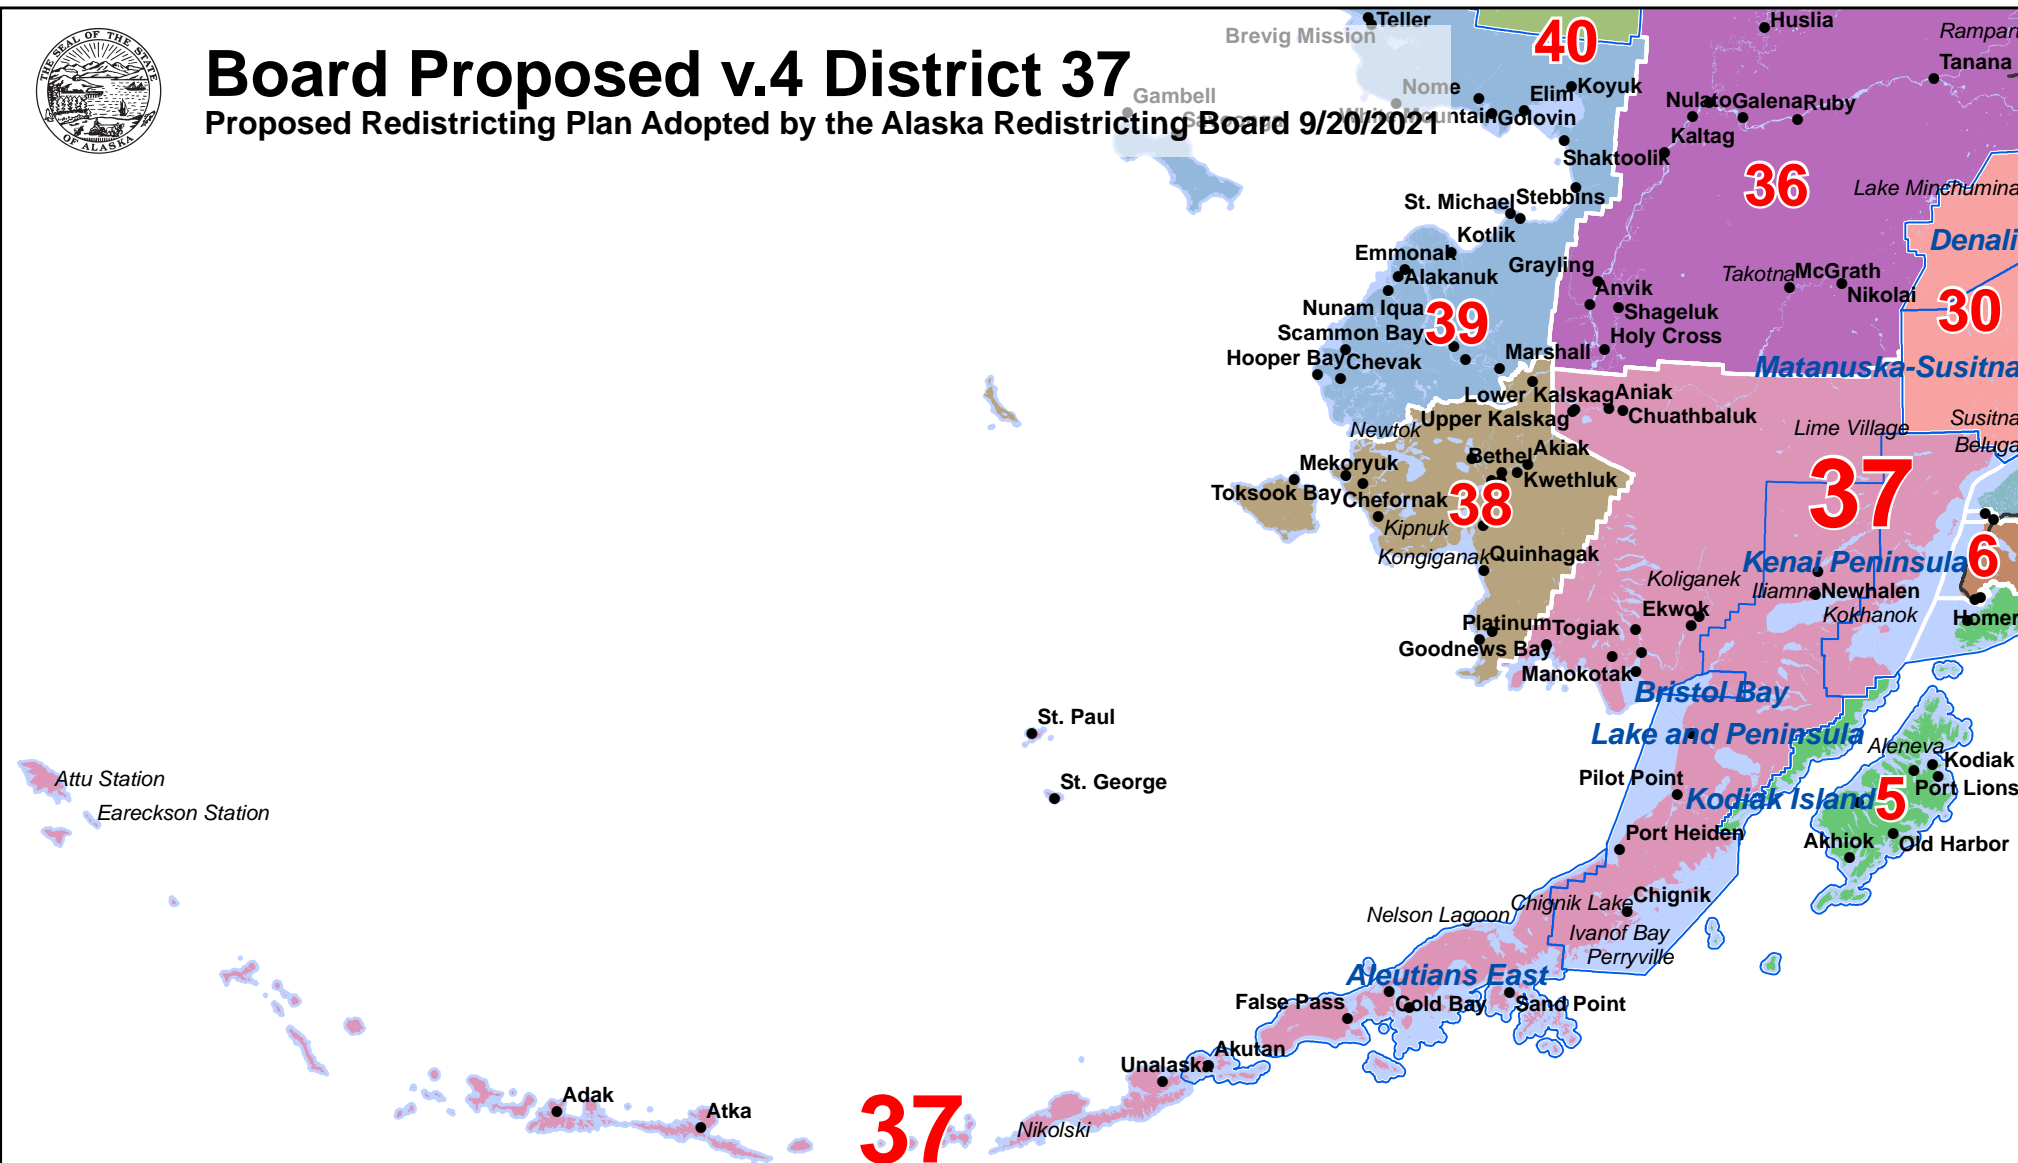 THE SEAL OF THE STATE
OF ALASKA
Board Proposed v.4 District 37
Proposed Redistricting Plan Adopted by the Alaska Redistricting Board 9/20/2021
Teller
Brevig Mission
40
Huslia
Tanana
Nome
Gambell
Elim
Koyuk
Nulato
Galena
Ruby
Golovin
Kaltag
Shaktoolik
36
Lake Minchumina
St. Michael
Stebbins
Kotlik
Denali
Emmonak
Grayling
Alakanuk
Takotna
McGrath
Anvik
Nikolai
Nunam Iqua
Shageluk
30
39
Scammon Bay
Holy Cross
Hooper Bay
Chevak
Marshall
Matanuska-Susitna
Lower Kalskag
Aniak
Upper Kalskag
Chuathbaluk
Susitna
Newtok
Lime Village
Beluga
Bethel
Akiak
Mekoryuk
37
Kwethluk
Toksook Bay
Chefornak
38
Kipnuk
Kongiganak
Quinhagak
6
Kenai Peninsula
Koliganek
Iliamna
Newhalen
Ekwok
Kokhanok
Homer
Platinum
Togiak
Goodnews Bay
Manokotak
Bristol Bay
St. Paul
Lake and Peninsula
Aleneva
Kodiak
Attu Station
St. George
Pilot Point
Kodiak Island
5
Port Lions
Eareckson Station
Port Heiden
Akhiok
Old Harbor
Chignik Lake
Chignik
Nelson Lagoon
Ivanof Bay
Perryville
Aleutians East
False Pass
Cold Bay
Sand Point
Akutan
Unalaska
Adak
Atka
37
Nikolski